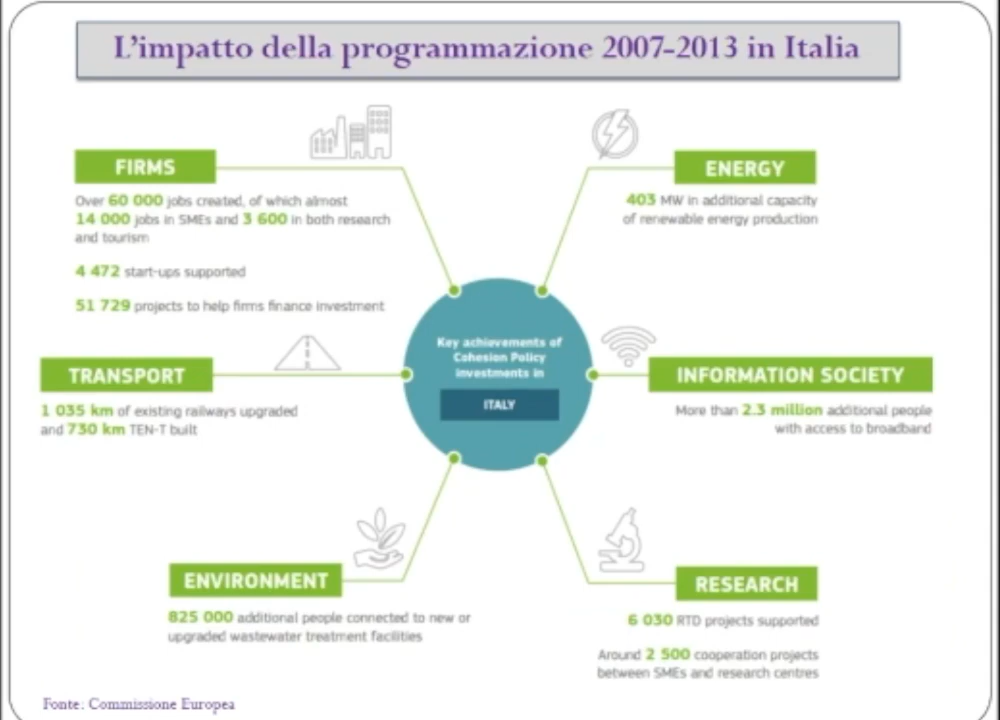 L'impatto della programmazione 2007-2013 in Italia
FIRMS
Over 60 000 jobs created, of which almost
14 000 jobs in SMEs and 3 600 in both research
and tourism
4 472 start-ups supported
51 729 projects to help firms finance investment
ENERGY
403 MW in additional capacity
of renewable energy production
Key achievements of
Cohesion Policy
investments in
ITALY
TRANSPORT
1 035 km of existing railways upgraded
and 730 km TEN-T built
INFORMATION SOCIETY
More than 2.3 million additional people
with access to broadband
ENVIRONMENT
825 000 additional people connected to new or
upgraded wastewater treatment facilities
RESEARCH
6 030 RTD projects supported
Around 2 500 cooperation projects
between SMEs and research centres
Fonte: Commissione Europea